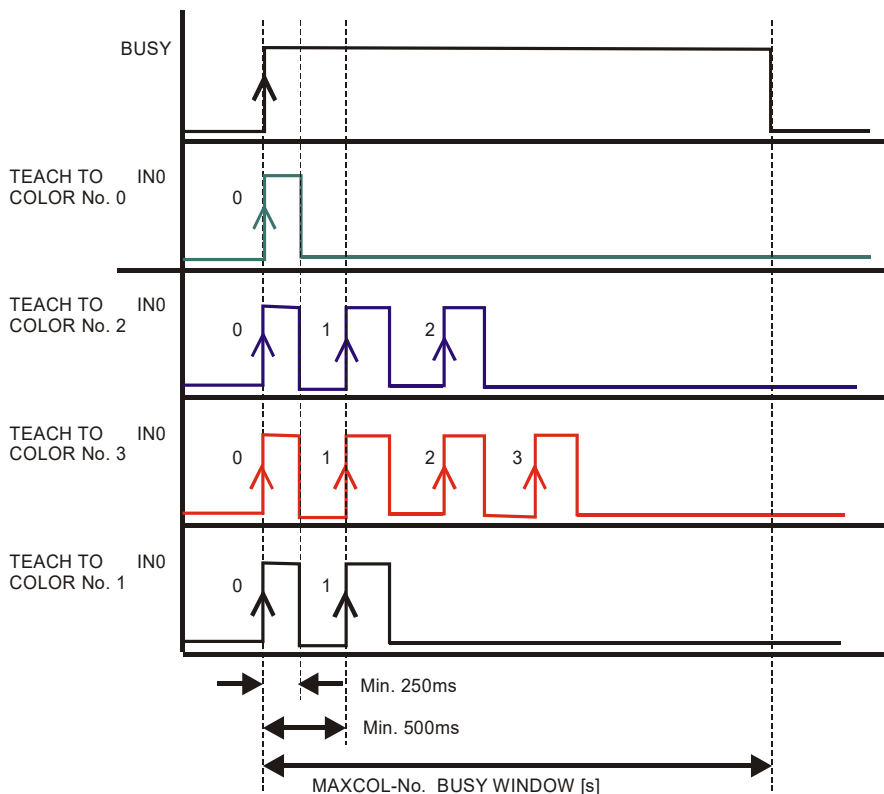 BUSY
TEACH TO IN0
COLOR No. 0
0
TEACH TO IN0
COLOR No. 2
0 1 2
TEACH TO IN0
COLOR No. 3
0 1 2 3
TEACH TO IN0
COLOR No. 1
0 1
Min. 250ms
Min. 500ms
MAXCOL-No. BUSY WINDOW [s]